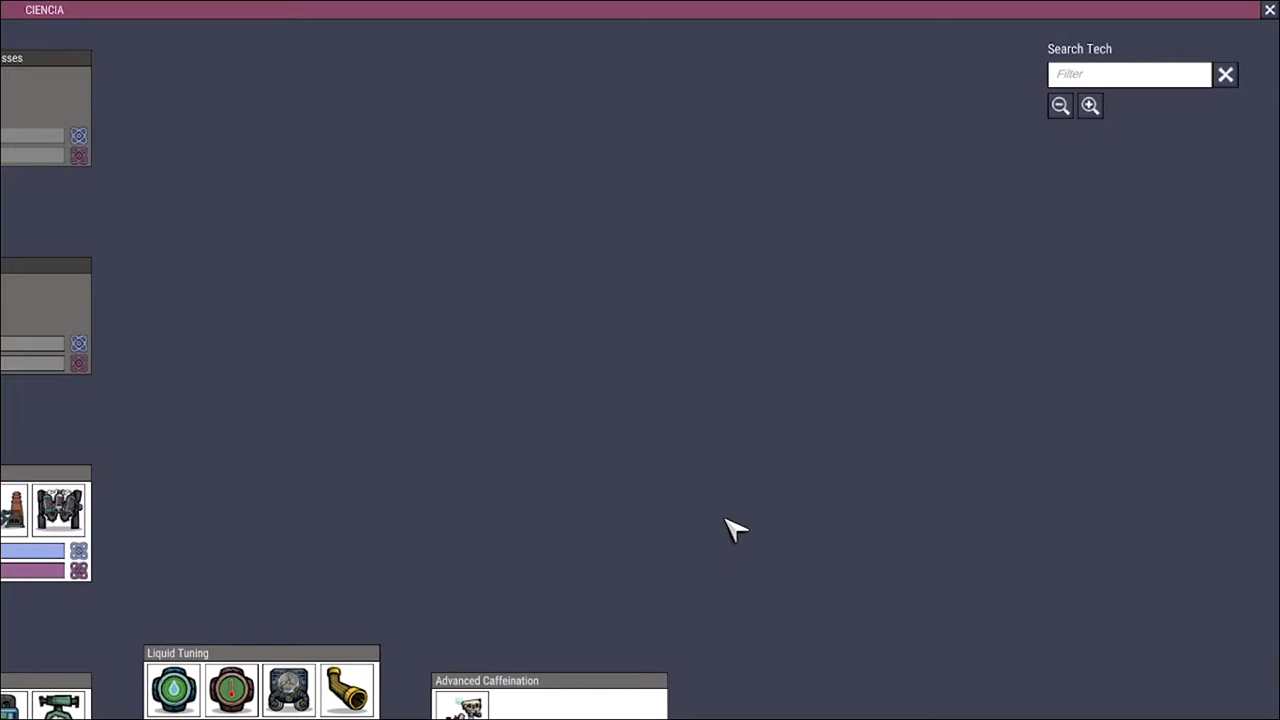 CIENCIA
Search Tech
Filter
sses
Liquid Tuning
Advanced Caffeination